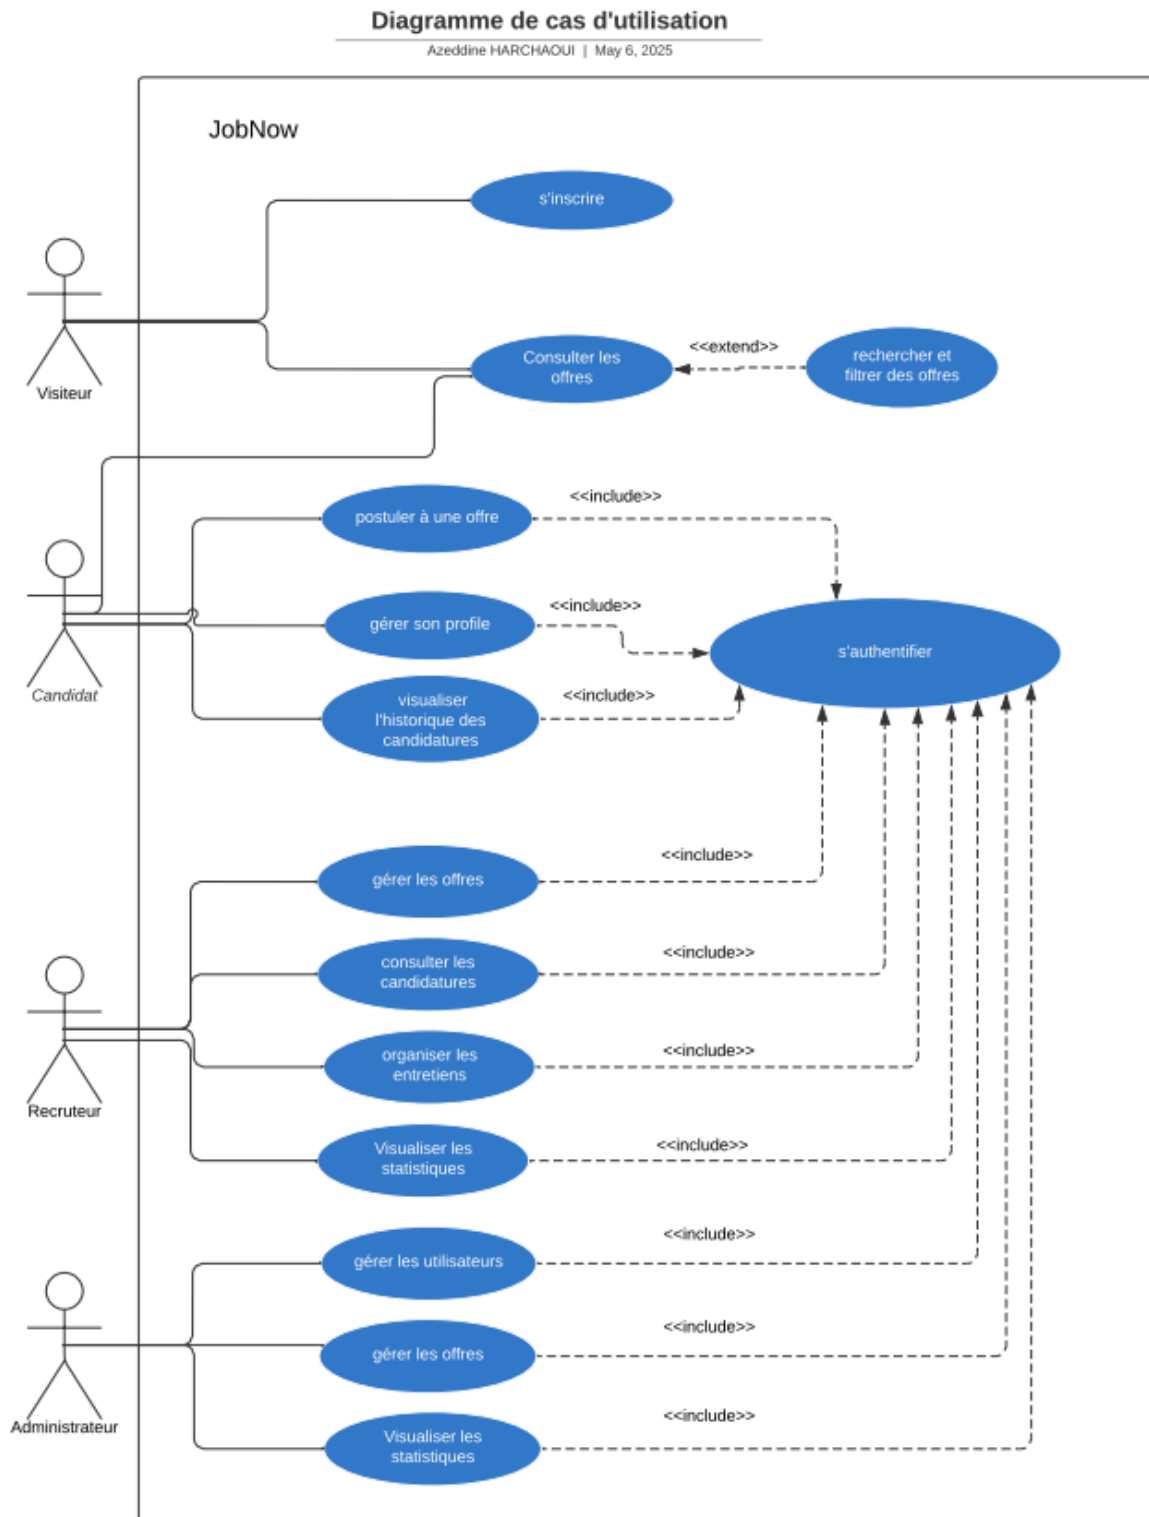 Diagramme de cas d'utilisation
Azeddine HARCHAOUI | May 6, 2025
JobNow
s'inscrire
Visiteur
Consulter les
offres
<<extend>>
rechercher et
filtrer des offres
postuler à une offre
<<include>>
Candidat
gérer son profile
<<include>>
s'authentifier
visualiser
l'historique des
candidatures
<<include>>
gérer les offres
<<include>>
consulter les
candidatures
<<include>>
Recruteur
organiser les
entretiens
<<include>>
Visualiser les
statistiques
<<include>>
gérer les utilisateurs
<<include>>
Administrateur
gérer les offres
<<include>>
Visualiser les
statistiques
<<include>>